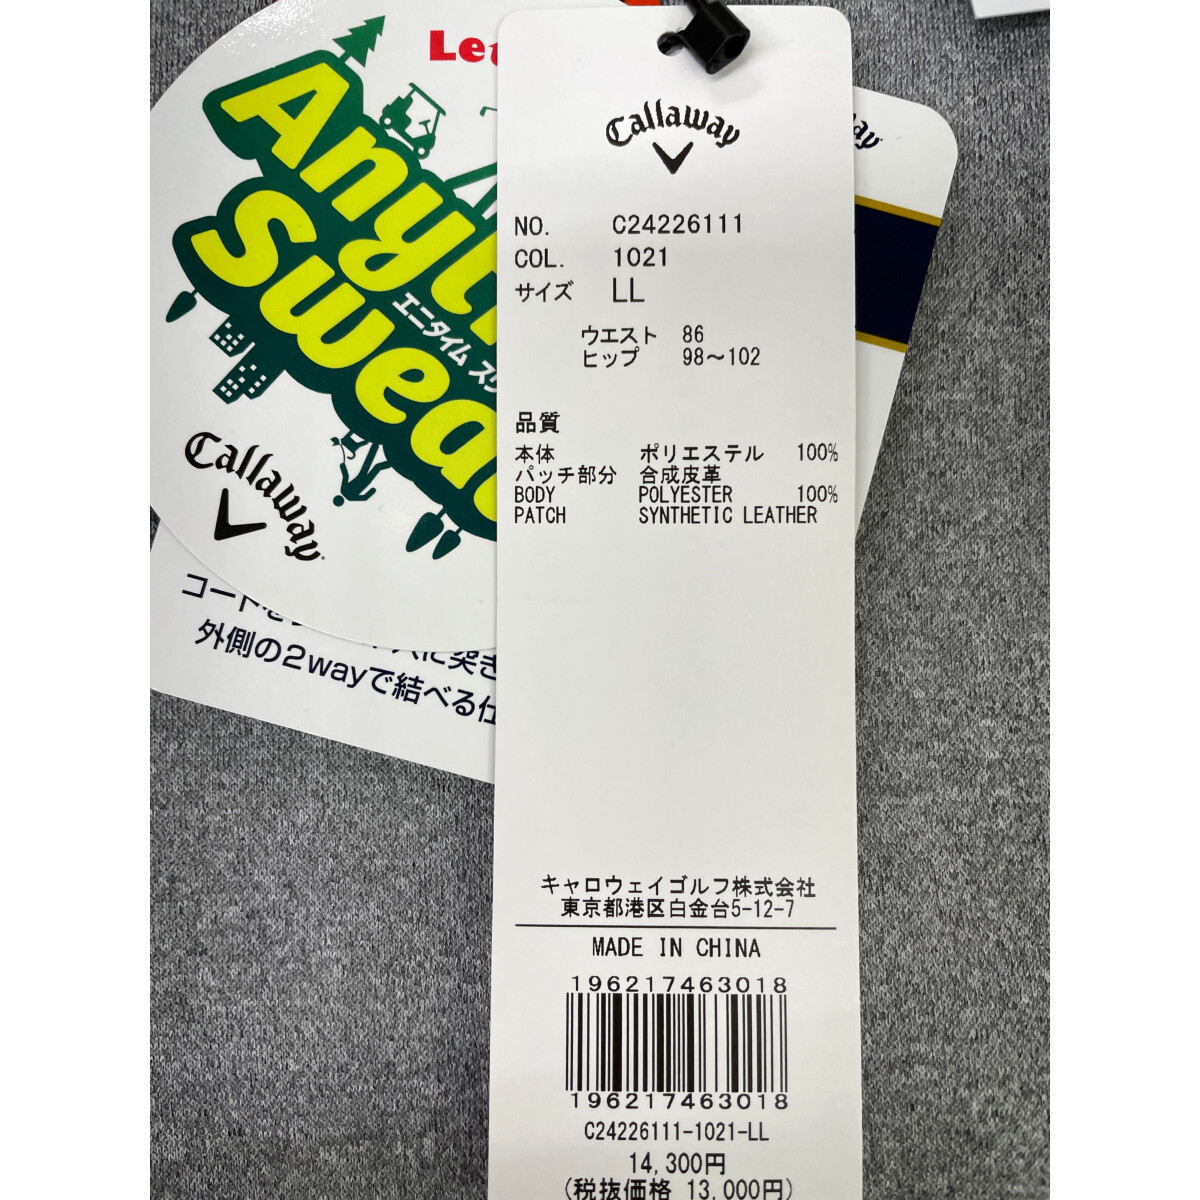 Callaway
NO. C24226111
COL. 1021
サイズ LL
ウエスト 86
ヒップ 98～102
品質
本体 ポリエステル 100%
パッチ部分 合成皮革
BODY POLYESTER 100%
PATCH SYNTHETIC LEATHER
キャロウェイゴルフ株式会社
東京都港区白金台5-12-7
MADE IN CHINA
196217463018
196217463018
C24226111-1021-LL
14,300円
(税抜価格 13,000円)
エニタイム
Callaway
外側の2wayで結べる